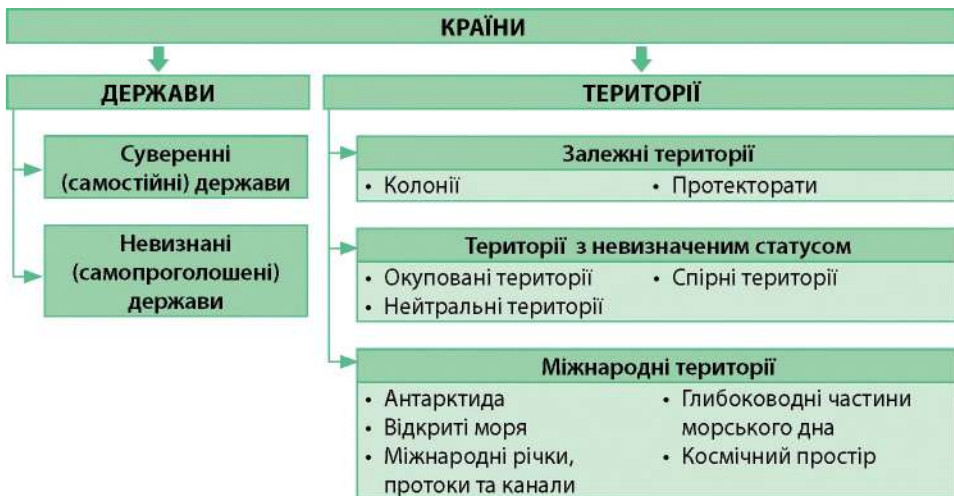 КРАЇНИ
ДЕРЖАВИ
Суверенні
(самостійні) держави
Невизнані
(самопроголошені)
держави
ТЕРИТОРІЇ
Залежні території
• Колонії
• Протекторати
Території з невизначеним статусом
• Окуповані території
• Нейтральні території
• Спірні території
Міжнародні території
• Антарктида
• Відкриті моря
• Міжнародні річки,
протоки та канали
• Глибоководні частини
морського дна
• Космічний простір